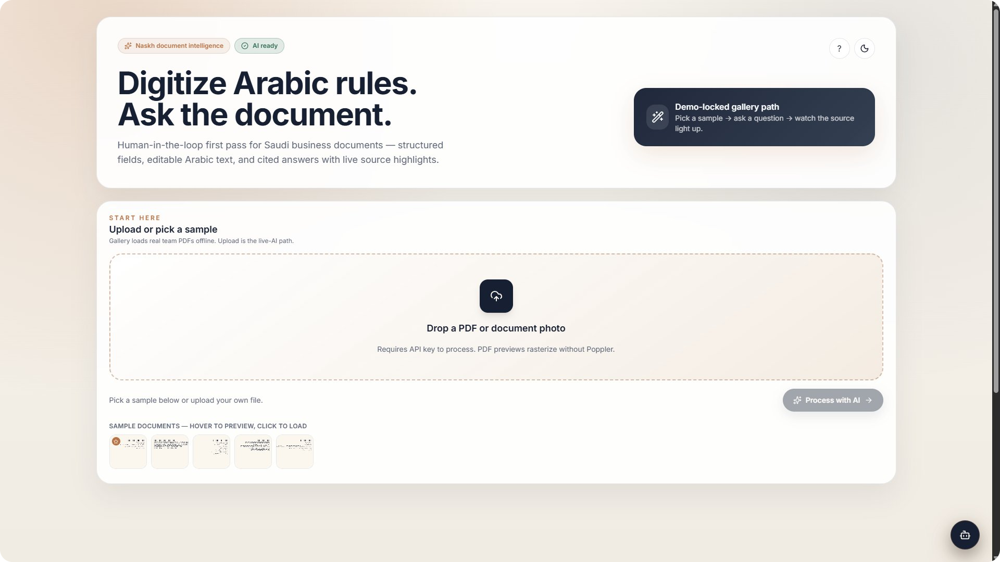 Naskh document intelligence
AI ready
?
Digitize Arabic rules.
Ask the document.
Human-in-the-loop first pass for Saudi business documents — structured
fields, editable Arabic text, and cited answers with live source highlights.
Demo-locked gallery path
Pick a sample → ask a question → watch the source
light up.
START HERE
Upload or pick a sample
Gallery loads real team PDFs offline. Upload is the live-AI path.
Drop a PDF or document photo
Requires API key to process. PDF previews rasterize without Poppler.
Pick a sample below or upload your own file.
Process with AI →
SAMPLE DOCUMENTS — HOVER TO PREVIEW, CLICK TO LOAD